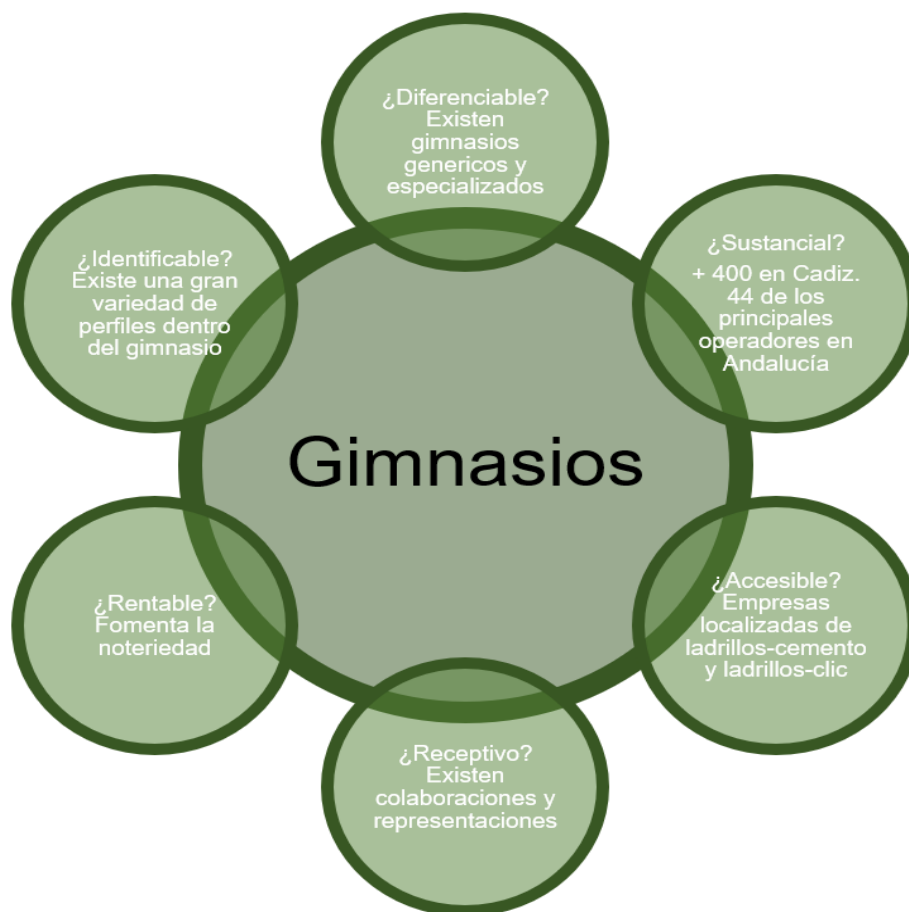 ¿Diferenciable?
Existen
gimnasios
genericos y
especializados
¿Sustancial?
+ 400 en Cadiz.
44 de los
principales
operadores en
Andalucía
¿Accesible?
Empresas
localizadas de
ladrillos-cemento
y ladrillos-clic
¿Receptivo?
Existen
colaboraciones y
representaciones
¿Rentable?
Fomenta la
noteriedad
¿Identificable?
Existe una gran
variedad de
perfiles dentro
del gimnasio
Gimnasios